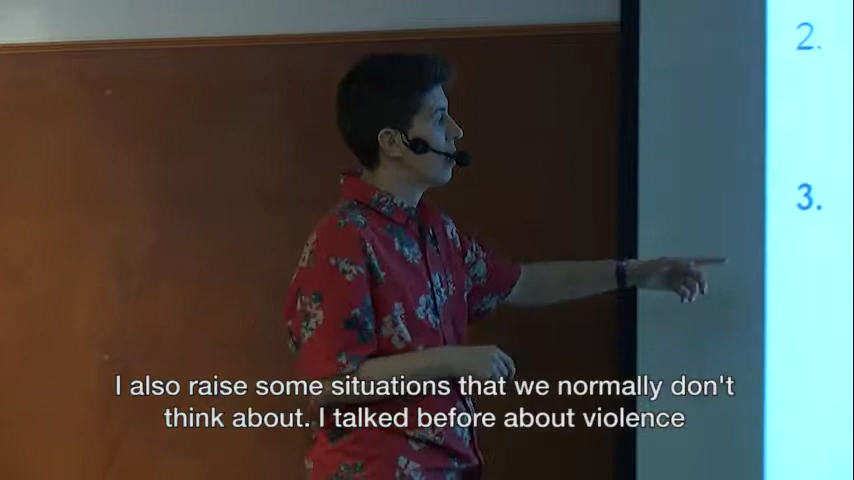 2.
3.
I also raise some situations that we normally don't
think about. I talked before about violence